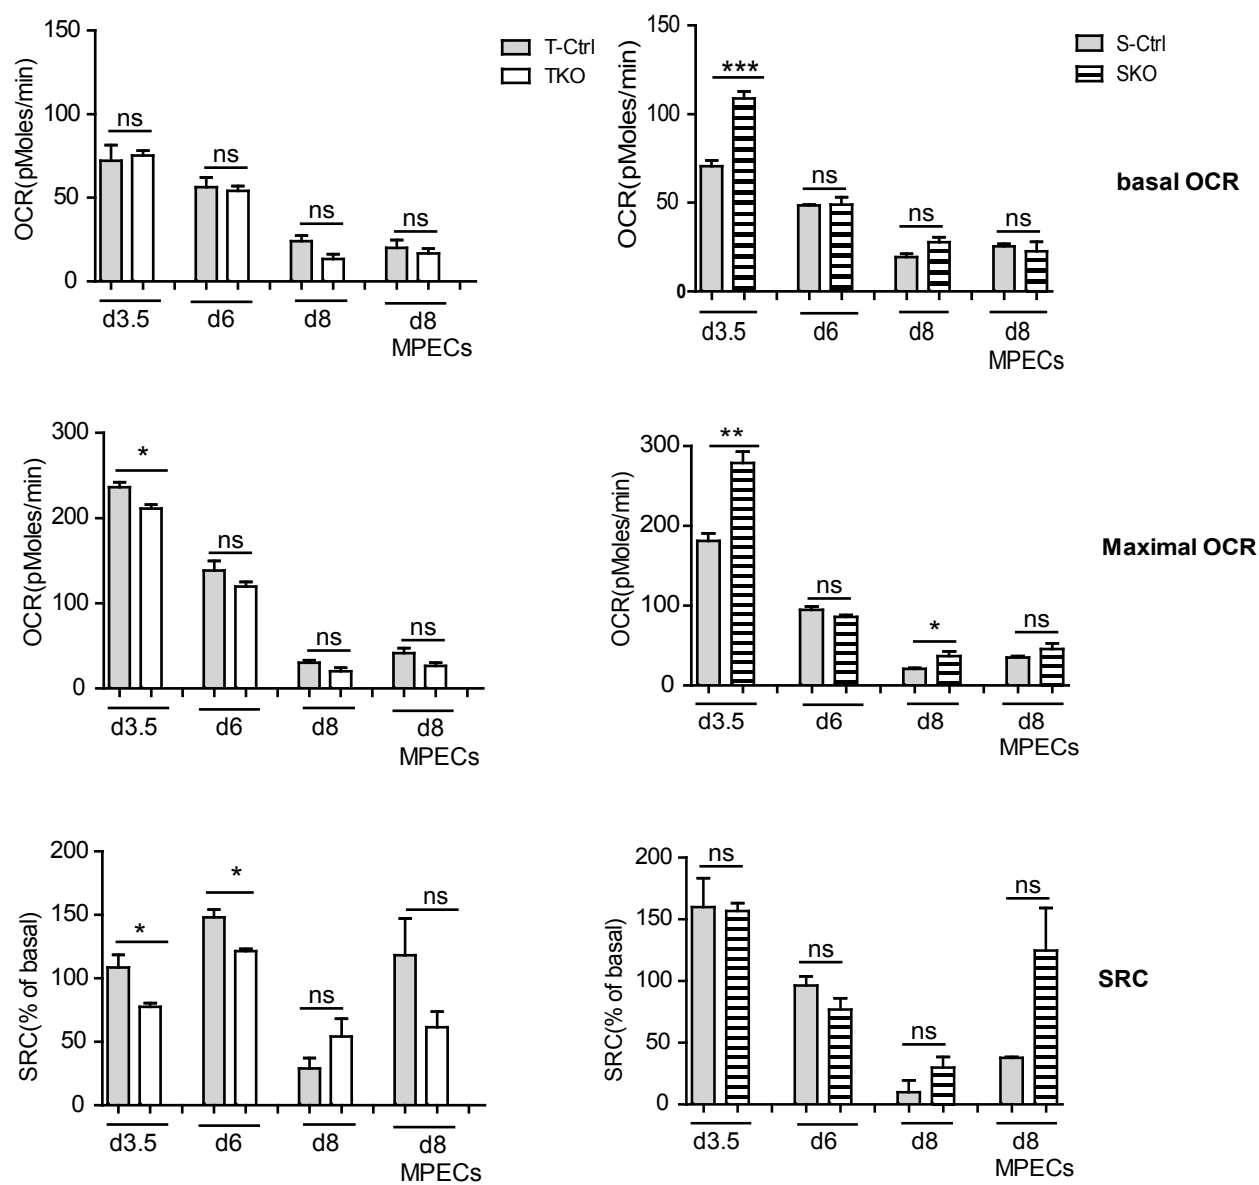 150
100
50
0
OCR(pMoles/min)
T-Ctrl
TKO
ns
ns
ns
ns
d3.5
d6
d8
d8
MPECs
150
100
50
0
OCR(pMoles/min)
S-Ctrl
SKO
***
ns
ns
ns
d3.5
d6
d8
d8
MPECs
basal OCR
300
200
100
0
OCR(pMoles/min)
*
ns
ns
ns
d3.5
d6
d8
d8
MPECs
300
200
100
0
OCR(pMoles/min)
**
ns
*
ns
d3.5
d6
d8
d8
MPECs
Maximal OCR
200
150
100
50
0
SRC(% of basal)
*
*
ns
ns
d3.5
d6
d8
d8
MPECs
200
150
100
50
0
SRC(% of basal)
ns
ns
ns
ns
d3.5
d6
d8
d8
MPECs
SRC